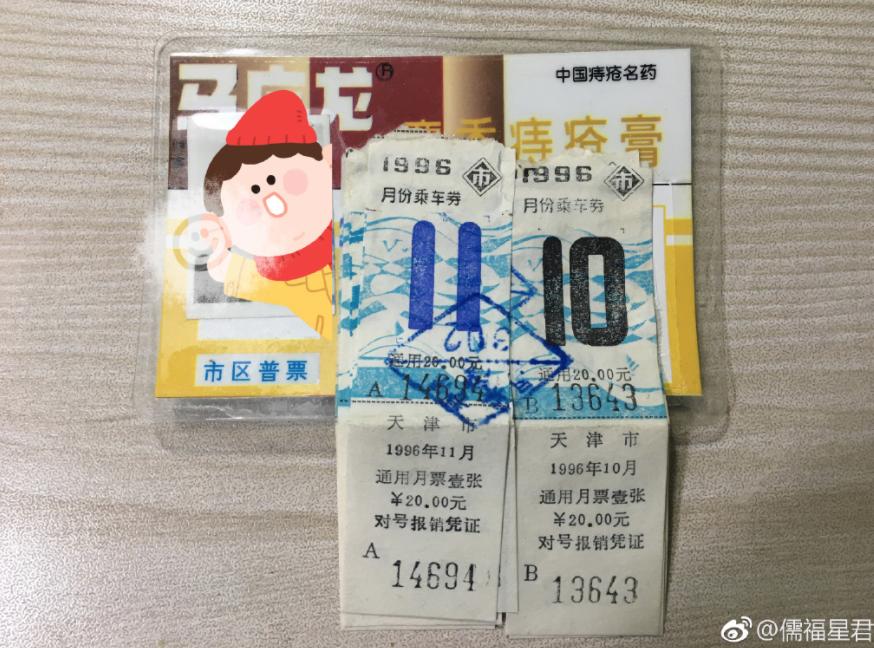 马应龙®
中国痔疮名药
麝香痔疮膏
市区普票
1996
市
月份乘车券
11
通用20.00元
A 14694
天津市
1996年11月
通用月票壹张
￥20.00元
对号报销凭证
A
14694
1996
市
月份乘车券
10
通用20.00元
B 13643
天津市
1996年10月
通用月票壹张
￥20.00元
对号报销凭证
B
13643
@儒福星君